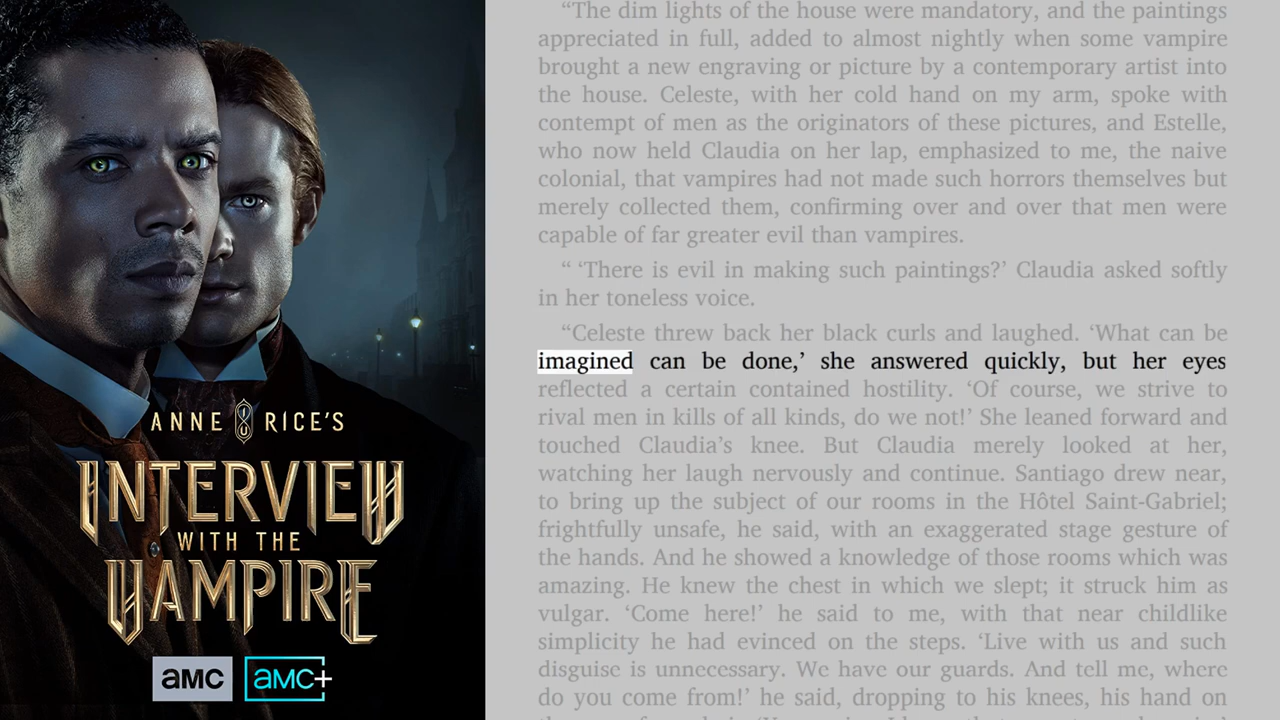 ANNE RICE'S
INTERVIEW
WITH THE
VAMPIRE
aMC
aMC+
“The dim lights of the house were mandatory, and the paintings
appreciated in full, added to almost nightly when some vampire
brought a new engraving or picture by a contemporary artist into
the house. Celeste, with her cold hand on my arm, spoke with
contempt of men as the originators of these pictures, and Estelle,
who now held Claudia on her lap, emphasized to me, the naive
colonial, that vampires had not made such horrors themselves but
merely collected them, confirming over and over that men were
capable of far greater evil than vampires.
“ ‘There is evil in making such paintings?’ Claudia asked softly
in her toneless voice.
“Celeste threw back her black curls and laughed. ‘What can be
imagined can be done,’ she answered quickly, but her eyes
reflected a certain contained hostility. ‘Of course, we strive to
rival men in kills of all kinds, do we not!’ She leaned forward and
touched Claudia’s knee. But Claudia merely looked at her,
watching her laugh nervously and continue. Santiago drew near,
to bring up the subject of our rooms in the Hôtel Saint-Gabriel;
frightfully unsafe, he said, with an exaggerated stage gesture of
the hands. And he showed a knowledge of those rooms which was
amazing. He knew the chest in which we slept; it struck him as
vulgar. ‘Come here!’ he said to me, with that near childlike
simplicity he had evinced on the steps. ‘Live with us and such
disguise is unnecessary. We have our guards. And tell me, where
do you come from!’ he said, dropping to his knees, his hand on